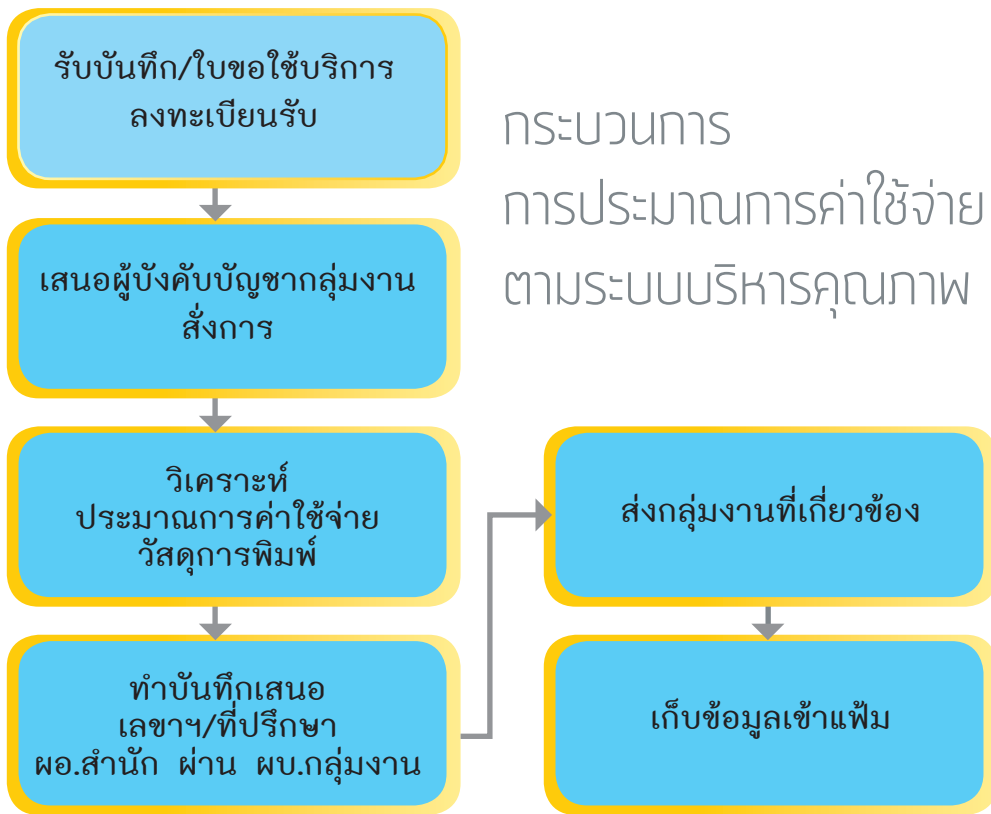 กระบวนการ
การประมาณการค่าใช้จ่าย
ตามระบบบริหารคุณภาพ
รับบันทึก/ใบขอใช้บริการ
ลงทะเบียนรับ
เสนอผู้บังคับบัญชากลุ่มงาน
สั่งการ
วิเคราะห์
ประมาณการค่าใช้จ่าย
วัสดุการพิมพ์
ทำบันทึกเสนอ
เลขาฯ/ที่ปรึกษา
ผอ.สำนัก ผ่าน ผบ.กลุ่มงาน
ส่งกลุ่มงานที่เกี่ยวข้อง
เก็บข้อมูลเข้าแฟ้ม